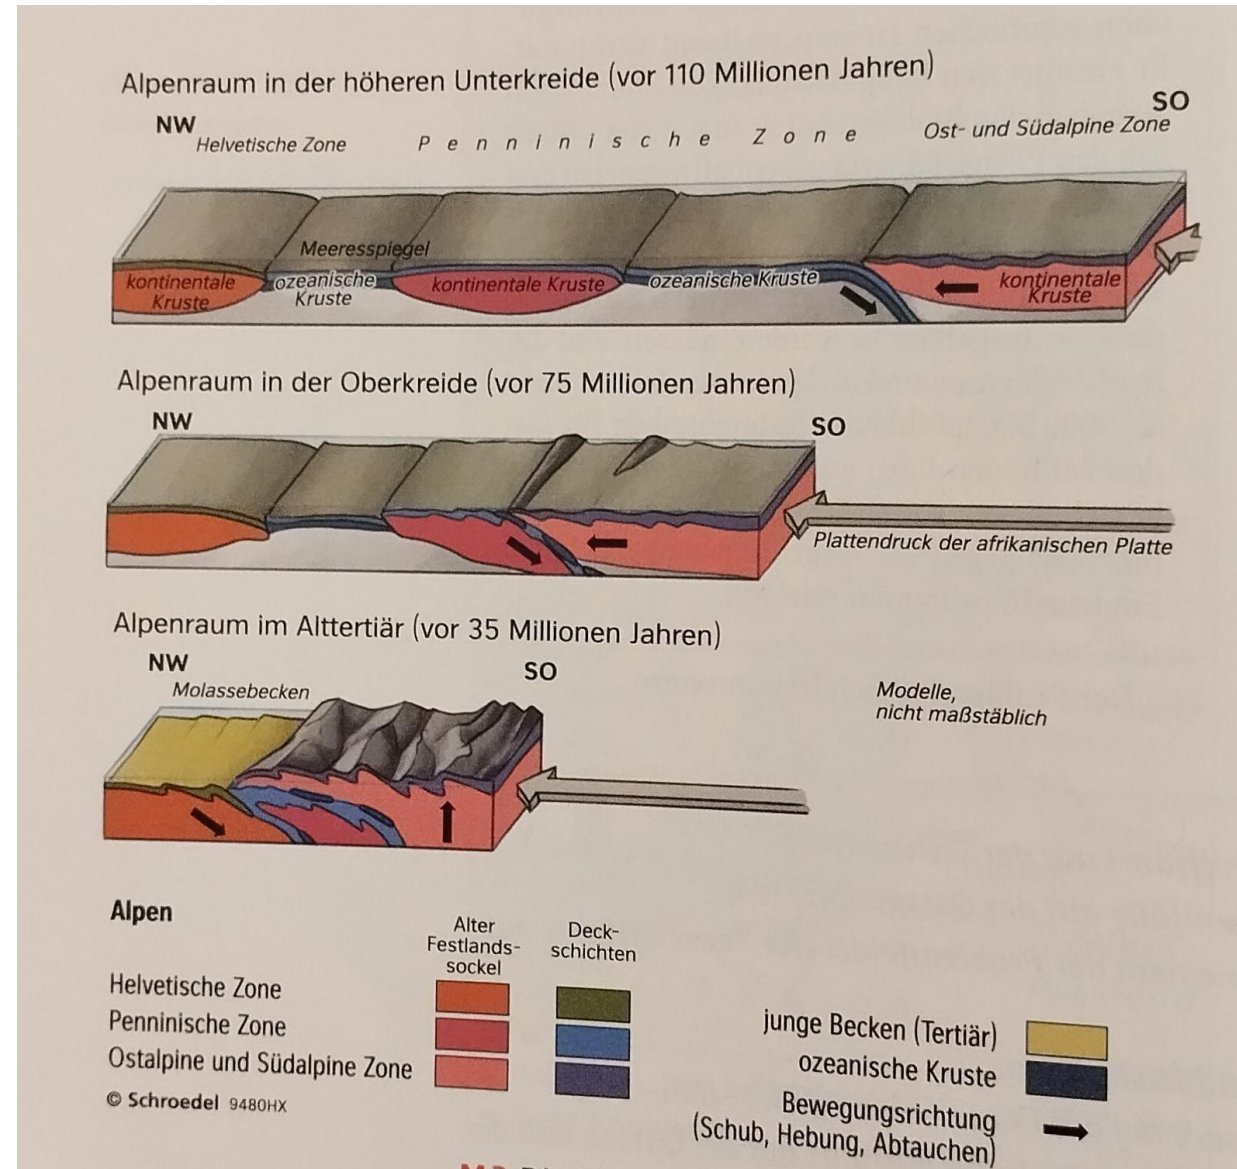 Alpenraum in der höheren Unterkreide (vor 110 Millionen Jahren)
NW
SO
Helvetische Zone
Penninische Zone
Ost- und Südalpine Zone
Meeresspiegel
kontinentale
Kruste
ozeanische
Kruste
kontinentale Kruste
ozeanische Kruste
kontinentale
Kruste
Alpenraum in der Oberkreide (vor 75 Millionen Jahren)
NW
SO
Plattendruck der afrikanischen Platte
Alpenraum im Alttertiär (vor 35 Millionen Jahren)
NW
SO
Molassebecken
Modelle,
nicht maßstäblich
Alpen
Alter
Festlands-
sockel
Deck-
schichten
Helvetische Zone
Penninische Zone
Ostalpine und Südalpine Zone
© Schroedel 9480HX
junge Becken (Tertiär)
ozeanische Kruste
Bewegungsrichtung
(Schub, Hebung, Abtauchen)